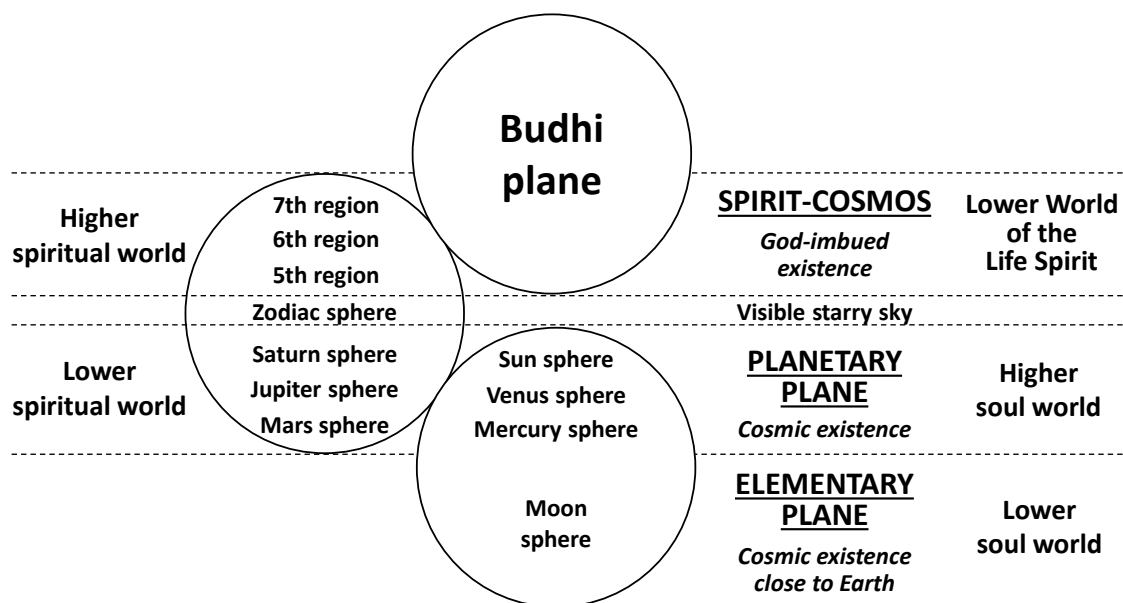 Budhi
plane
Higher
spiritual world
7th region
6th region
5th region
SPIRIT-COSMOS
God-imbued
existence
Lower World
of the
Life Spirit
Zodiac sphere
Visible starry sky
Lower
spiritual world
Saturn sphere
Jupiter sphere
Mars sphere
Sun sphere
Venus sphere
Mercury sphere
PLANETARY
PLANE
Cosmic existence
Higher
soul world
Moon
sphere
ELEMENTARY
PLANE
Cosmic existence
close to Earth
Lower
soul world